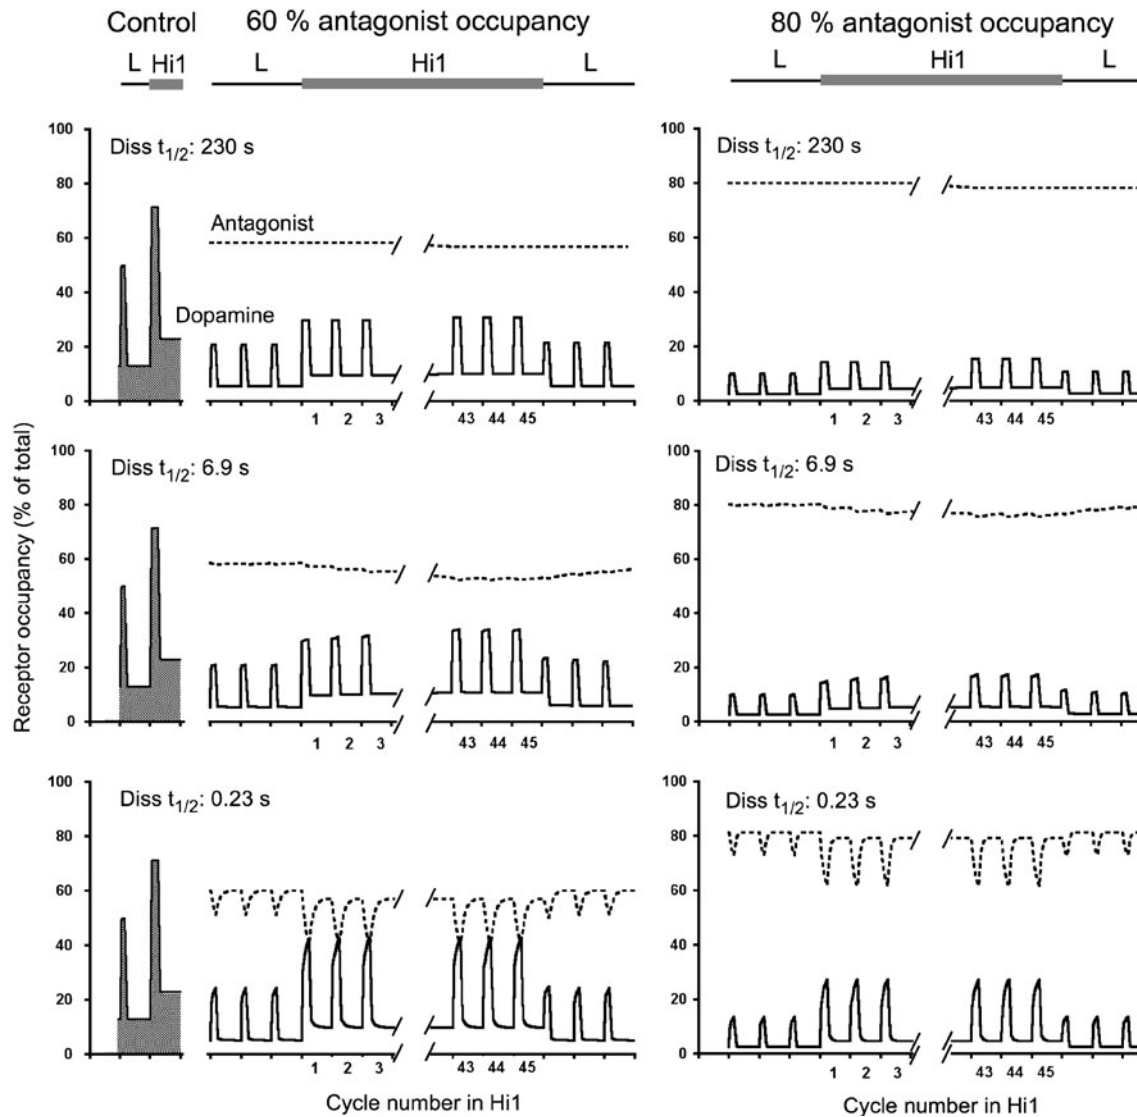 Control 60 % antagonist occupancy 80 % antagonist occupancy
L Hi1 L Hi1 L L Hi1 L
Receptor occupancy (% of total)
100
80
60
40
20
0
Diss t1/2: 230 s
Antagonist
Dopamine
1 2 3 43 44 45
100
80
60
40
20
0
Diss t1/2: 230 s
1 2 3 43 44 45
100
80
60
40
20
0
Diss t1/2: 6.9 s
1 2 3 43 44 45
100
80
60
40
20
0
Diss t1/2: 6.9 s
1 2 3 43 44 45
100
80
60
40
20
0
Diss t1/2: 0.23 s
1 2 3 43 44 45
100
80
60
40
20
0
Diss t1/2: 0.23 s
1 2 3 43 44 45
Cycle number in Hi1 Cycle number in Hi1